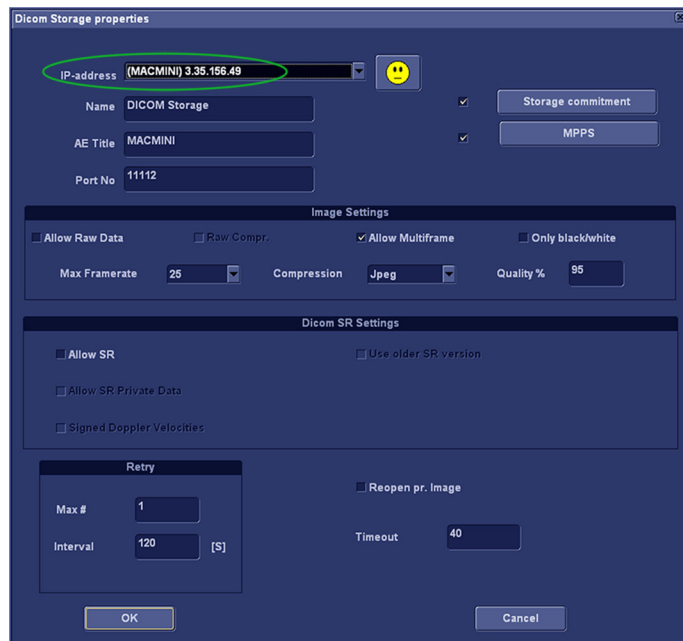 Dicom Storage properties
IP-address (MACMINI) 3.35.156.49
Name DICOM Storage
Storage commitment
AE Title MACMINI
MPPS
Port No 11112
Image Settings
Allow Raw Data Raw Compr. Allow Multiframe Only black/white
Max Framerate 25 Compression Jpeg Quality % 95
Dicom SR Settings
Allow SR Use older SR version
Allow SR Private Data
Signed Doppler Velocities
Retry
Reopen pr. Image
Max # 1
Timeout 40
Interval 120 [S]
OK Cancel